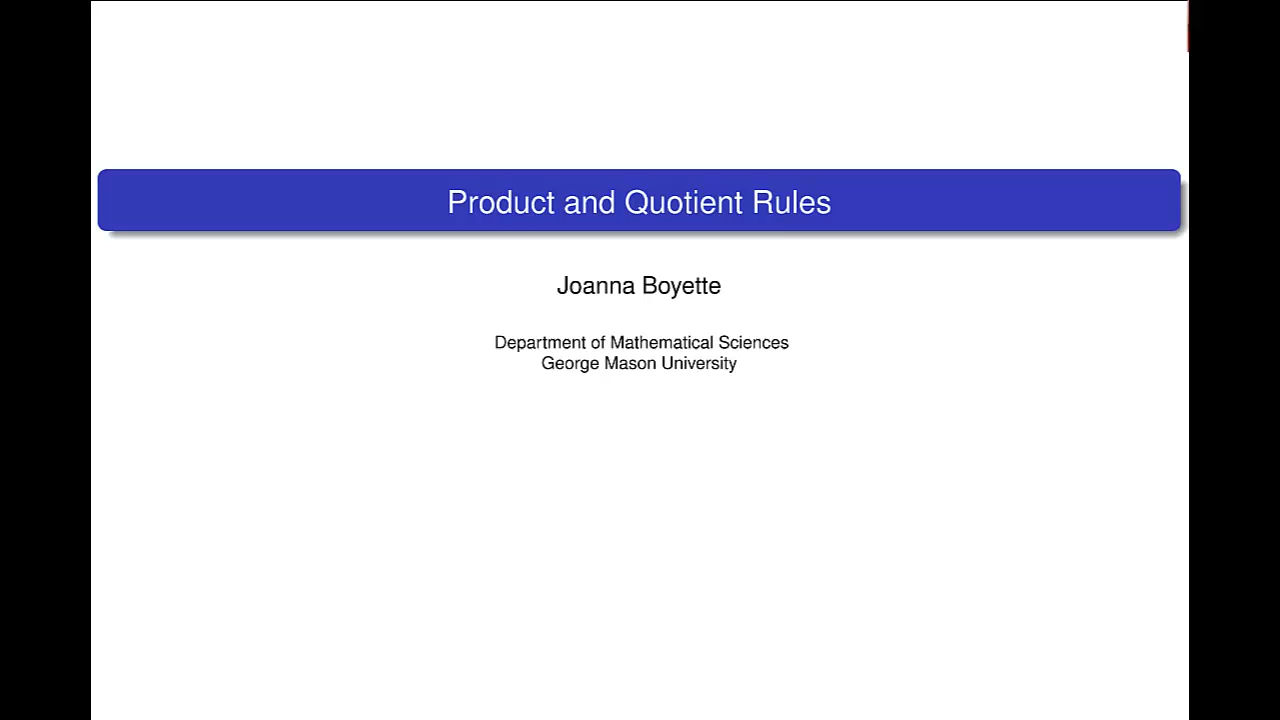 Product and Quotient Rules
Joanna Boyette
Department of Mathematical Sciences
George Mason University